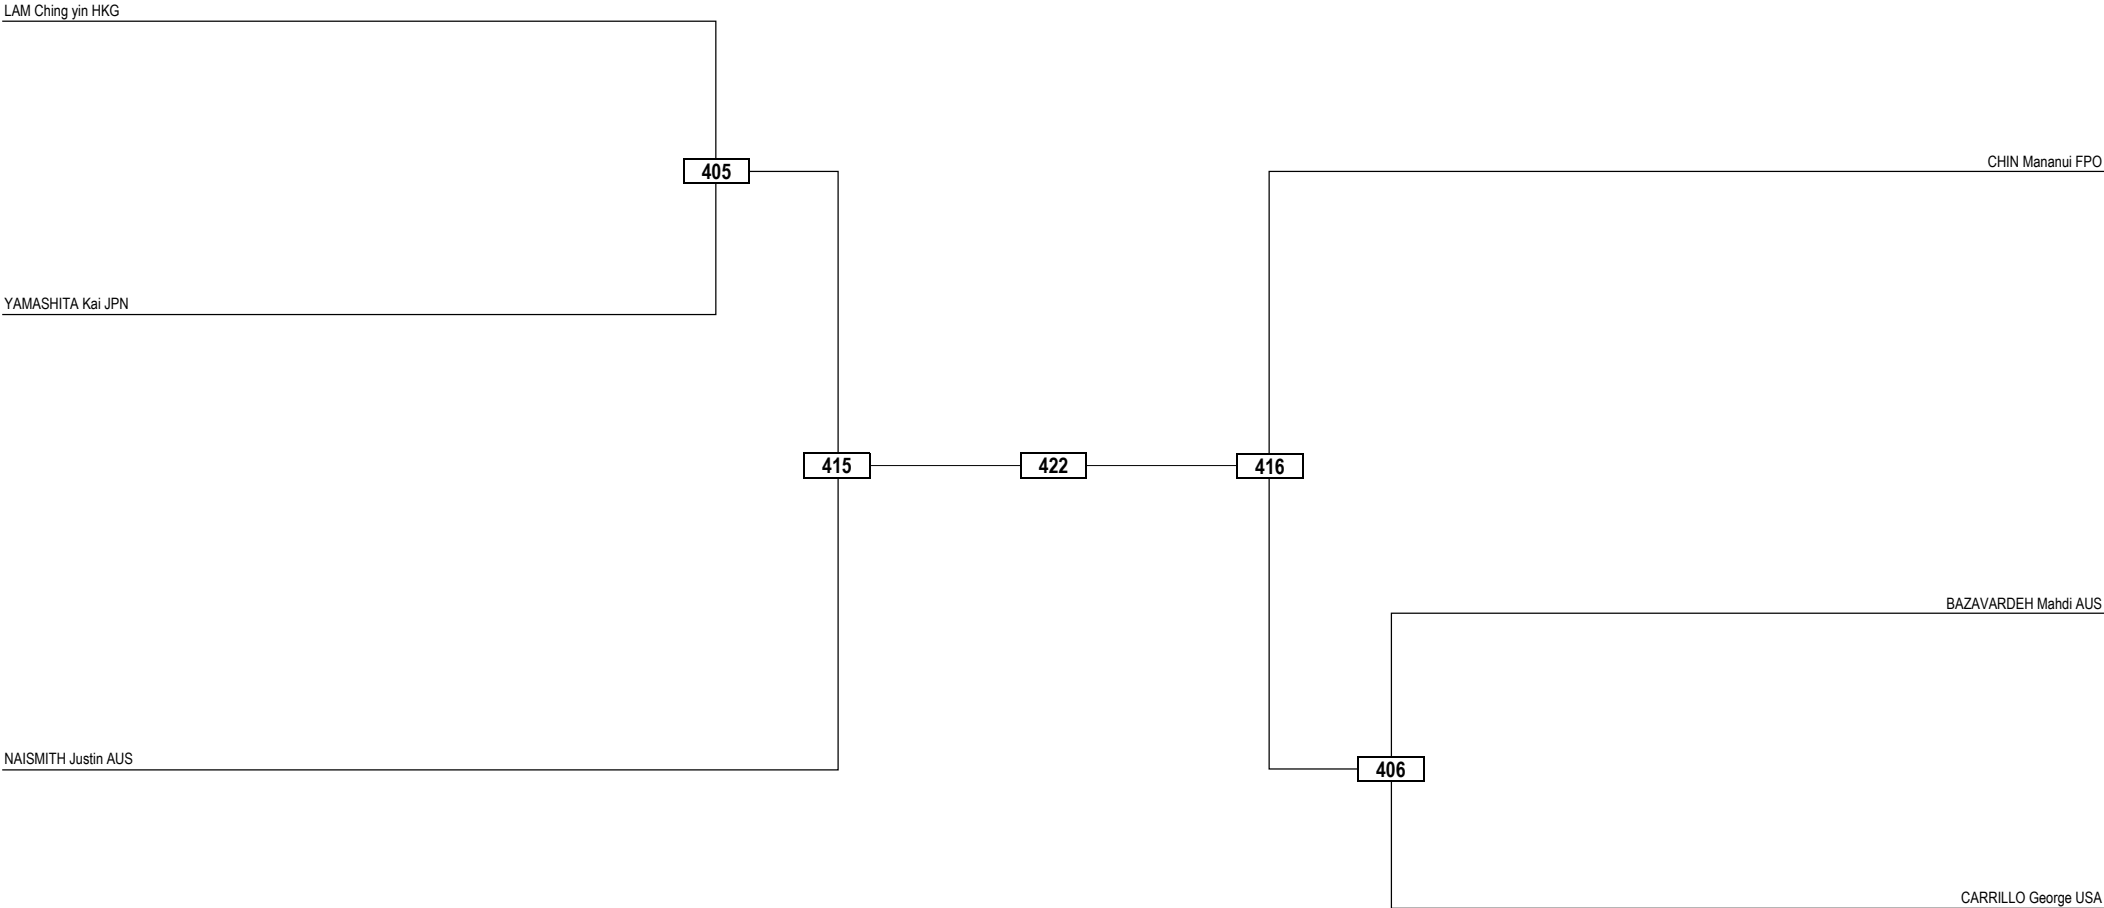 LAM Ching yin HKG
405
CHIN Mananui FPO
YAMASHITA Kai JPN
415
422
416
BAZAVARDEH Mahdi AUS
NAISMITH Justin AUS
406
CARRILLO George USA